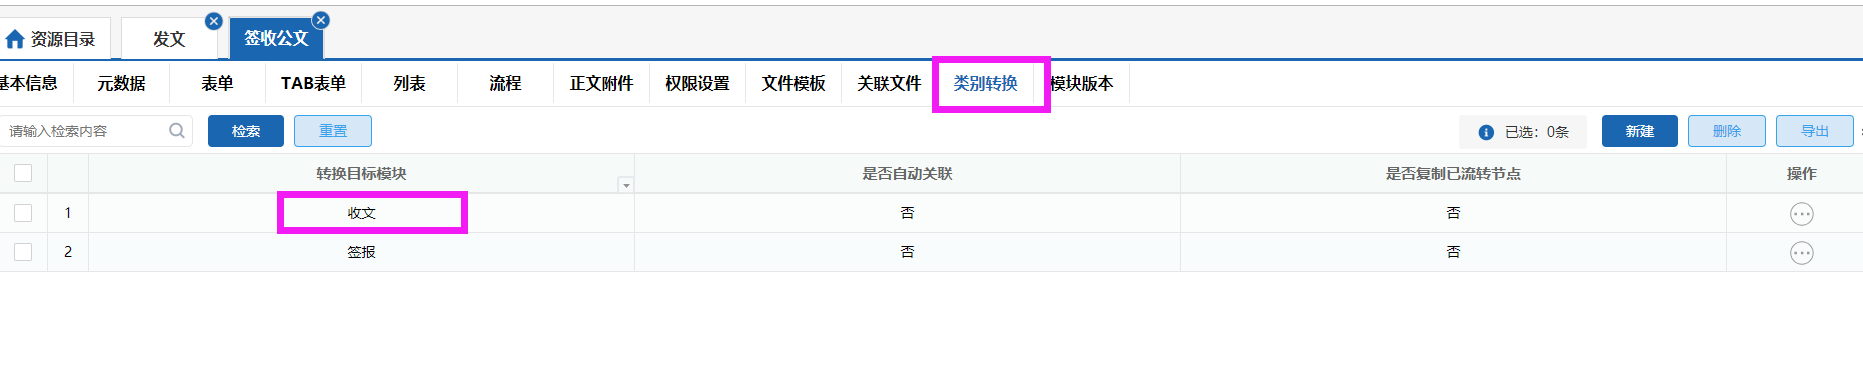 资源目录 发文 签收公文
基本信息 元数据 表单 TAB表单 列表 流程 正文附件 权限设置 文件模板 关联文件 类别转换 模块版本
请输入检索内容 检索 重置 已选：0条 新建 删除 导出
转换目标模块 是否自动关联 是否复制已流转节点 操作
1 收文 否 否
2 签报 否 否